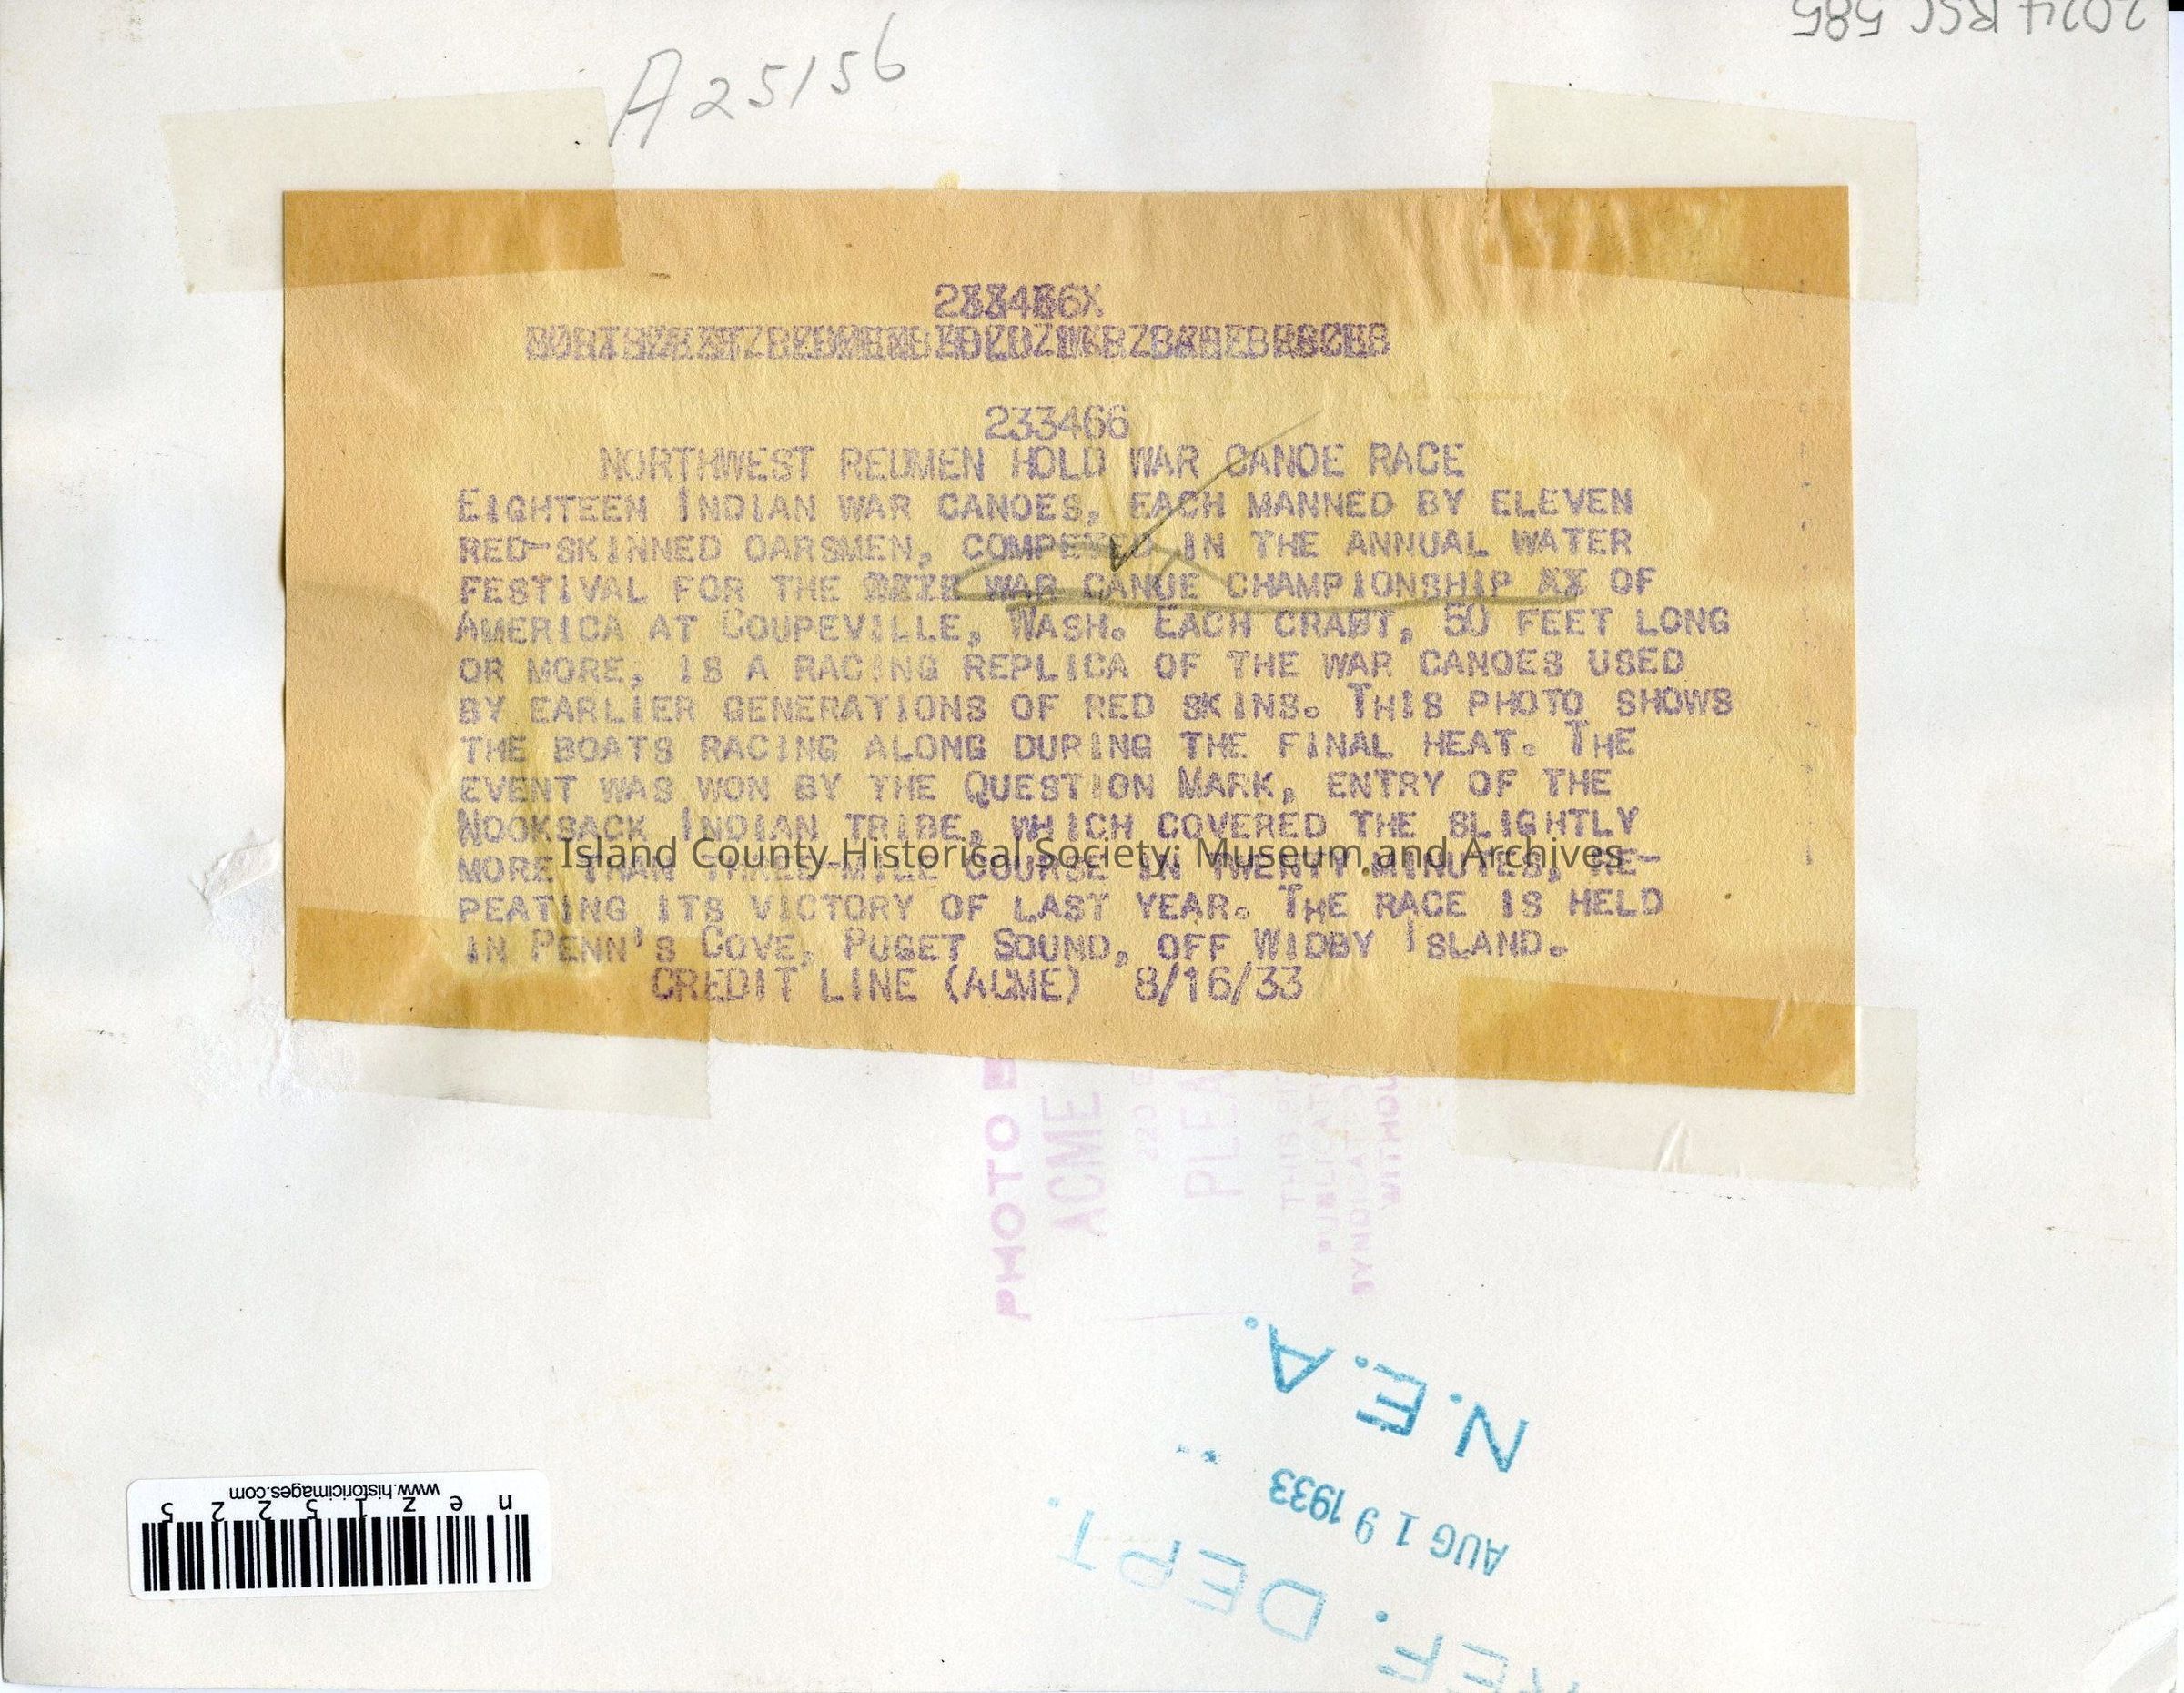 2024 RSC 585
A25156
233466
NORTHWEST REDMEN HOLD WAR CANOE RACE
EIGHTEEN INDIAN WAR CANOES, EACH MANNED BY ELEVEN
RED-SKINNED OARSMEN, COMPETED IN THE ANNUAL WATER
FESTIVAL FOR THE WAR CANOE CHAMPIONSHIP OF
AMERICA AT COUPEVILLE, WASH. EACH CRAFT, 50 FEET LONG
OR MORE, IS A RACING REPLICA OF THE WAR CANOES USED
BY EARLIER GENERATIONS OF RED SKINS. THIS PHOTO SHOWS
THE BOATS RACING ALONG DURING THE FINAL HEAT. THE
EVENT WAS WON BY THE QUESTION MARK, ENTRY OF THE
NOOKSACK INDIAN TRIBE, WHICH COVERED THE SLIGHTLY
Island County Historical Society: Museum and Archives
MORE THAN THREE-MILE COURSE IN TWENTY MINUTES, RE-
PEATING ITS VICTORY OF LAST YEAR. THE RACE IS HELD
IN PENN'S COVE, PUGET SOUND, OFF WIDBY ISLAND.
CREDIT LINE (ACME) 8/16/33
PHOTO
ACME
THIS
WITHOU
N.E.A.
AUG 19 1933
EF. DEPT.
www.historicimages.com
nez15225